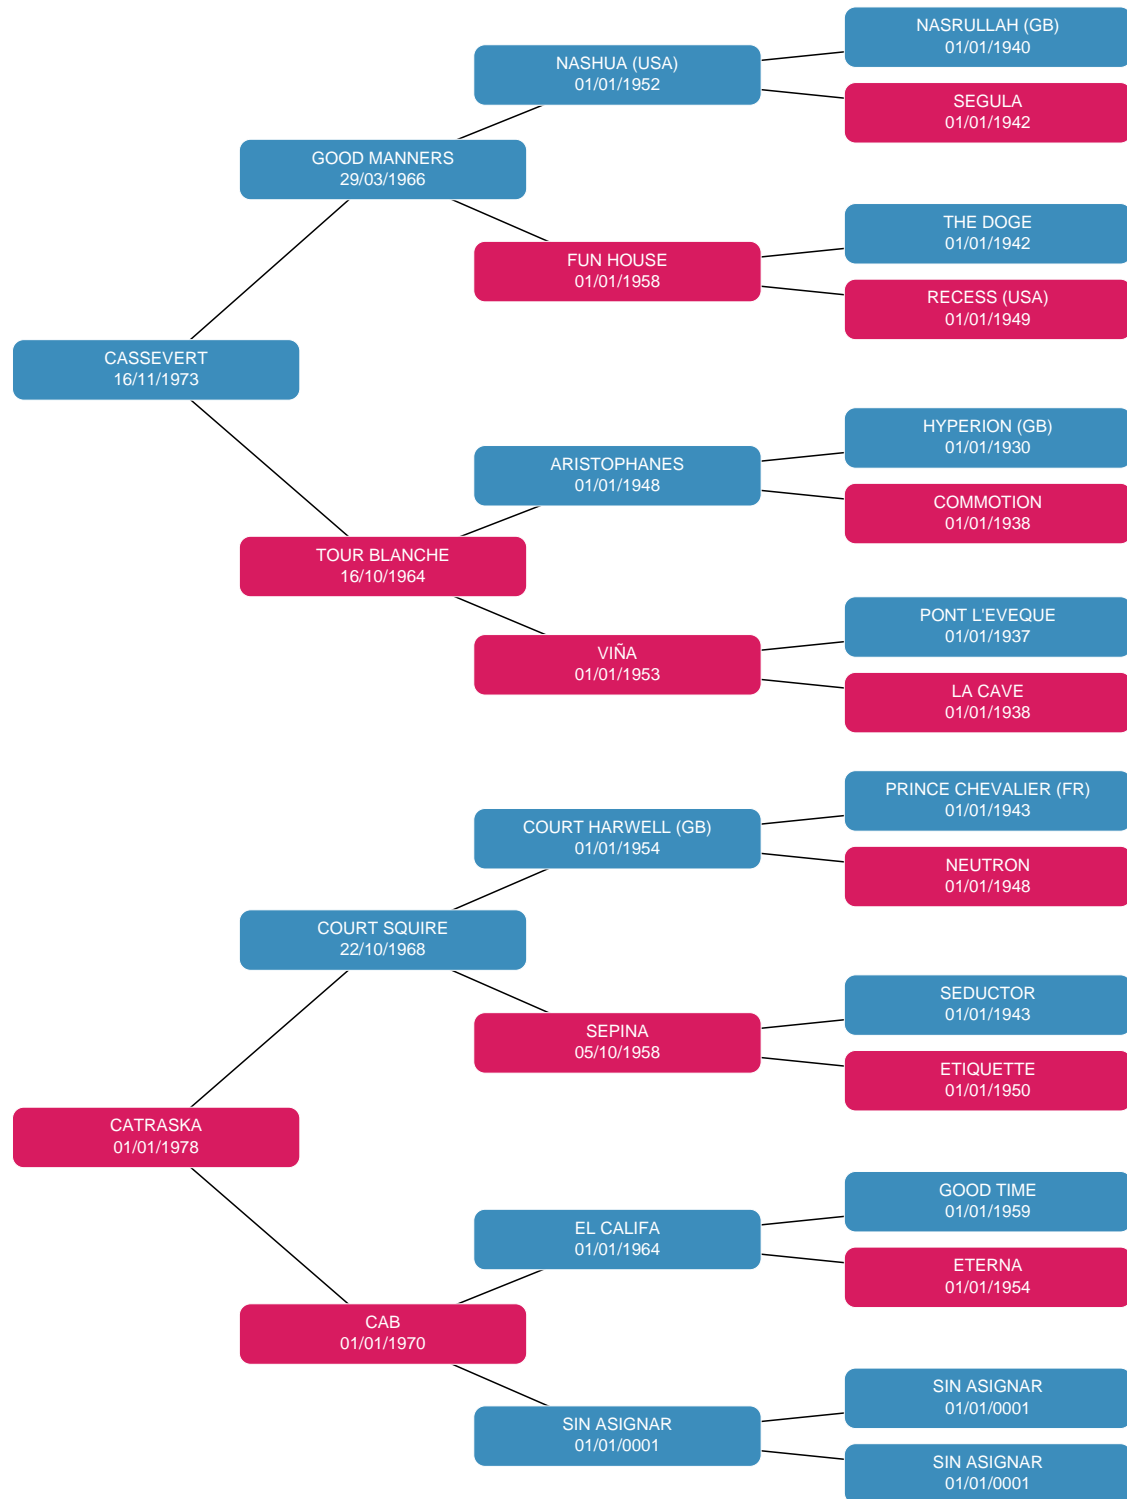 NASRULLAH (GB)
01/01/1940
NASHUA (USA)
01/01/1952
SEGULA
01/01/1942
GOOD MANNERS
29/03/1966
THE DOGE
01/01/1942
FUN HOUSE
01/01/1958
RECESS (USA)
01/01/1949
CASSEVERT
16/11/1973
HYPERION (GB)
01/01/1930
ARISTOPHANES
01/01/1948
COMMOTION
01/01/1938
TOUR BLANCHE
16/10/1964
PONT L'EVEQUE
01/01/1937
VIÑA
01/01/1953
LA CAVE
01/01/1938
PRINCE CHEVALIER (FR)
01/01/1943
COURT HARWELL (GB)
01/01/1954
NEUTRON
01/01/1948
COURT SQUIRE
22/10/1968
SEDUCTOR
01/01/1943
SEPINA
05/10/1958
ETIQUETTE
01/01/1950
CATRASKA
01/01/1978
GOOD TIME
01/01/1959
EL CALIFA
01/01/1964
ETERNA
01/01/1954
CAB
01/01/1970
SIN ASIGNAR
01/01/0001
SIN ASIGNAR
01/01/0001
SIN ASIGNAR
01/01/0001